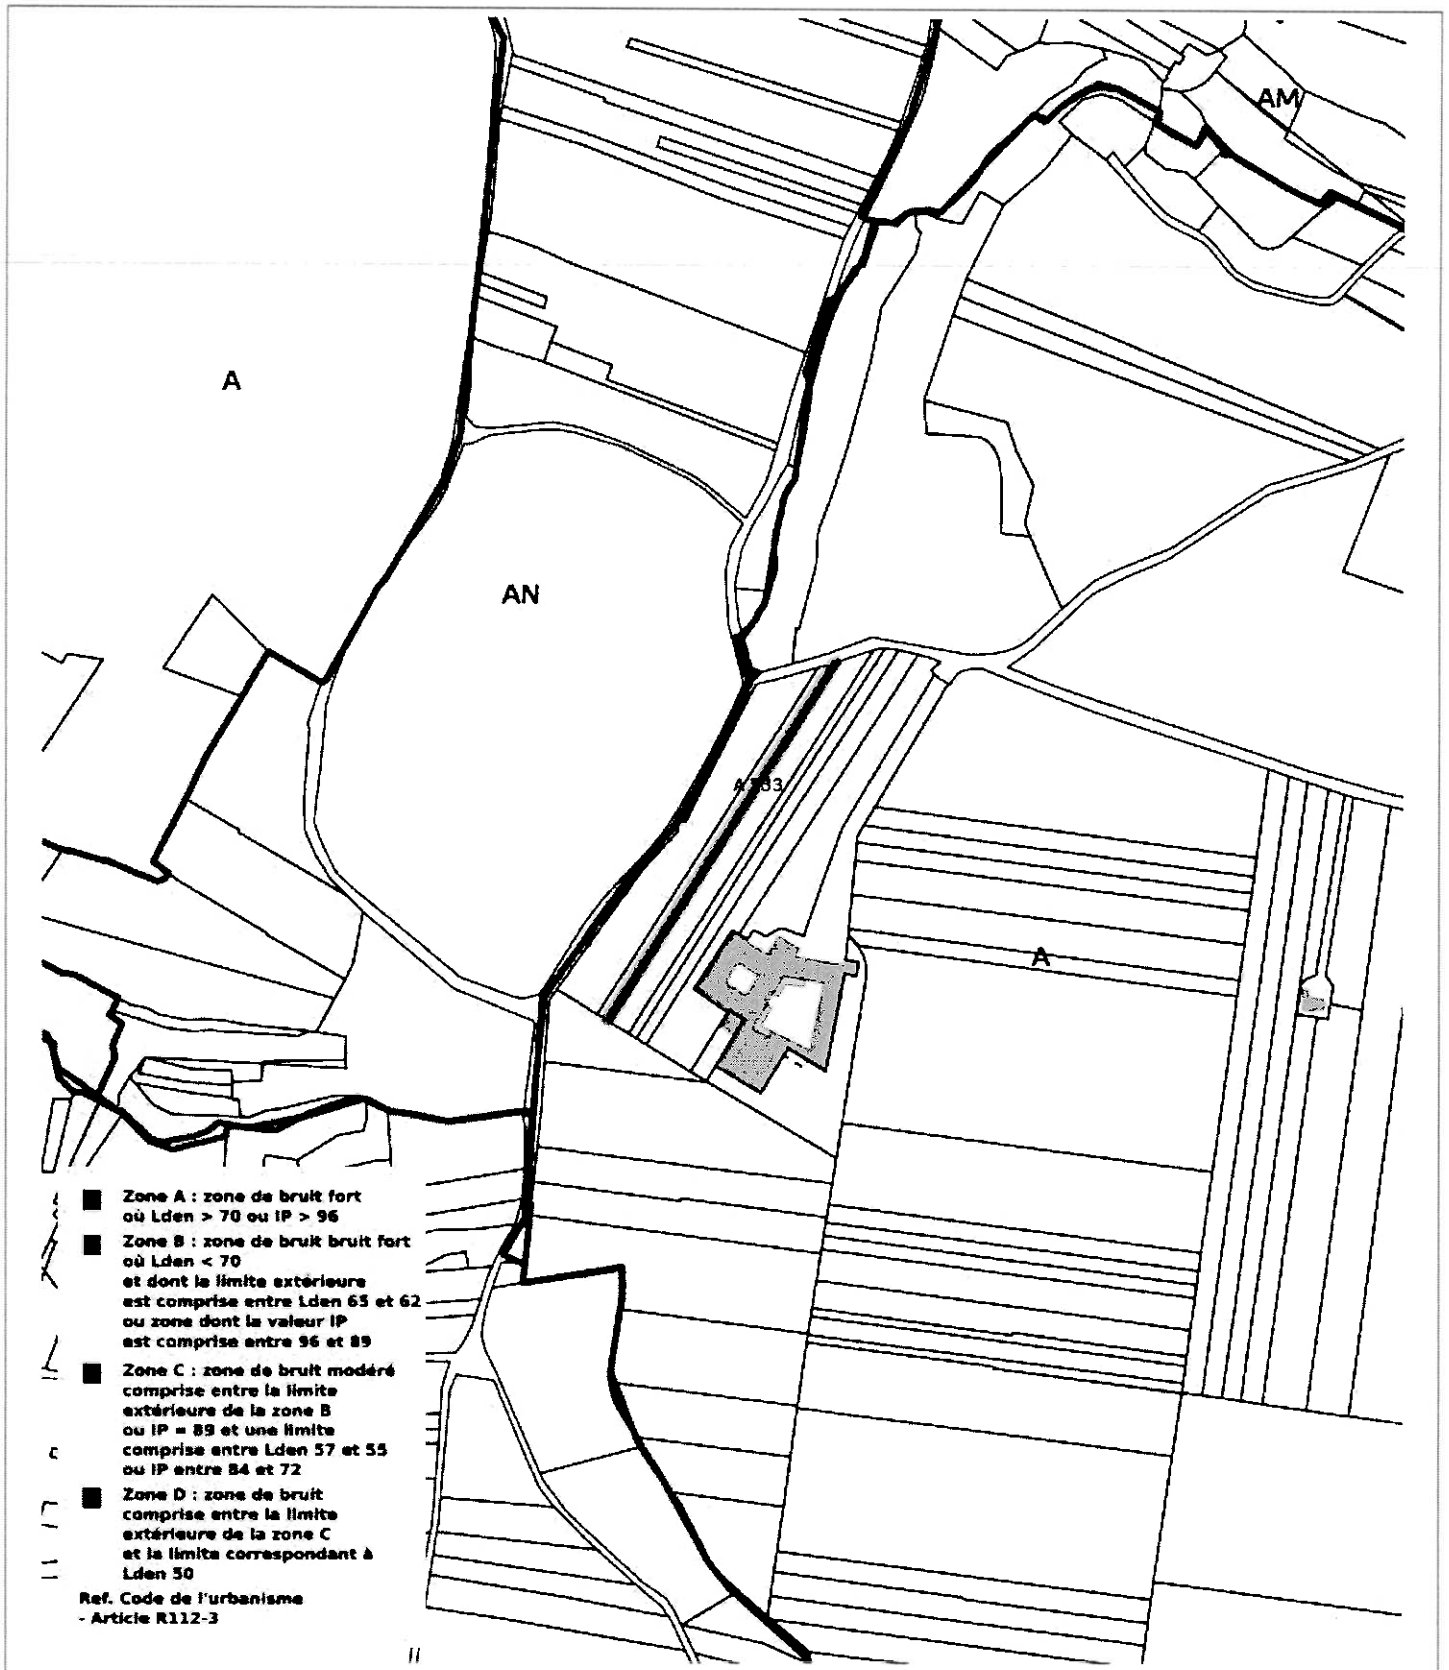 AM
A
AN
A
Zone A : zone de bruit fort
où Lden > 70 ou IP > 96
Zone B : zone de bruit bruit fort
où Lden < 70
et dont la limite extérieure
est comprise entre Lden 65 et 62
ou zone dont la valeur IP
est comprise entre 96 et 89
Zone C : zone de bruit modéré
comprise entre la limite
extérieure de la zone B
ou IP = 89 et une limite
comprise entre Lden 57 et 55
ou IP entre 84 et 72
Zone D : zone de bruit
comprise entre la limite
extérieure de la zone C
et la limite correspondant à
Lden 50
Ref. Code de l'urbanisme
- Article R112-3